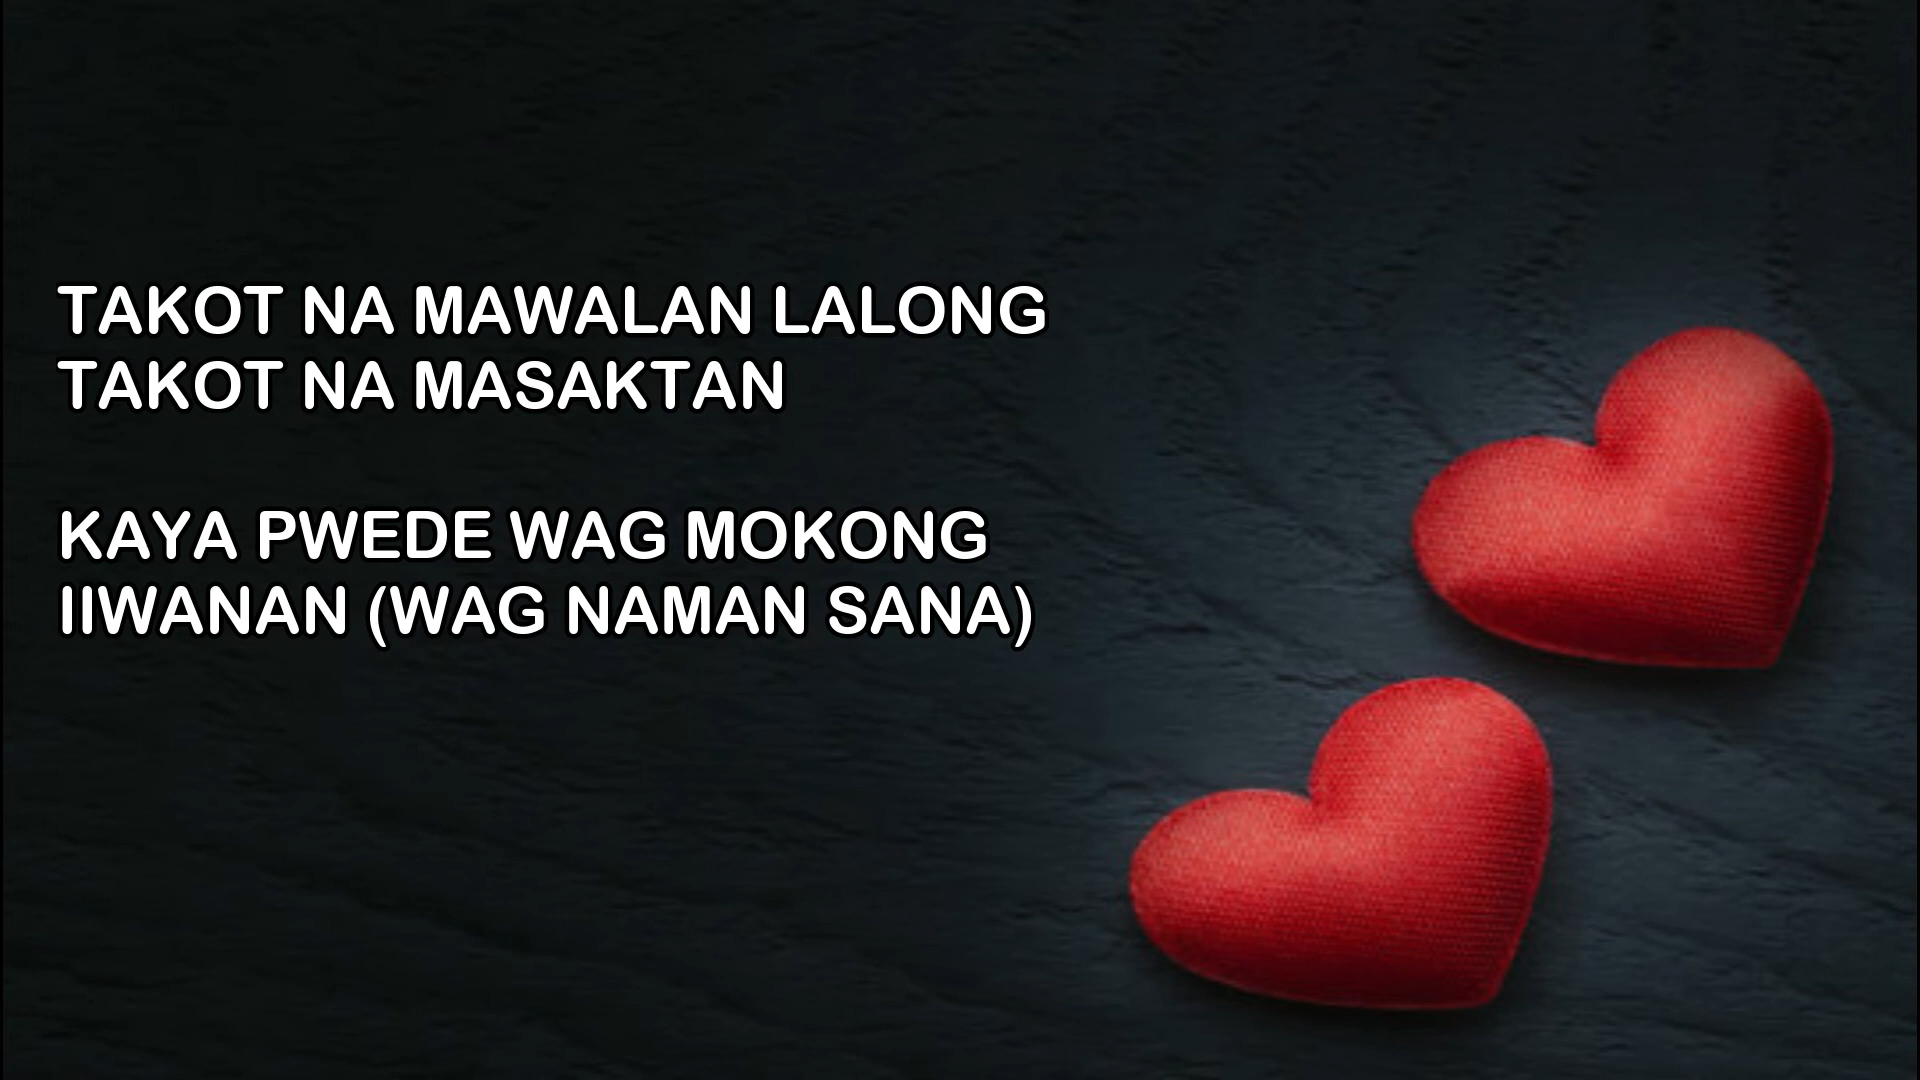 TAKOT NA MAWALAN LALONG
TAKOT NA MASAKTAN
KAYA PWEDE WAG MOKONG
IIWANAN (WAG NAMAN SANA)